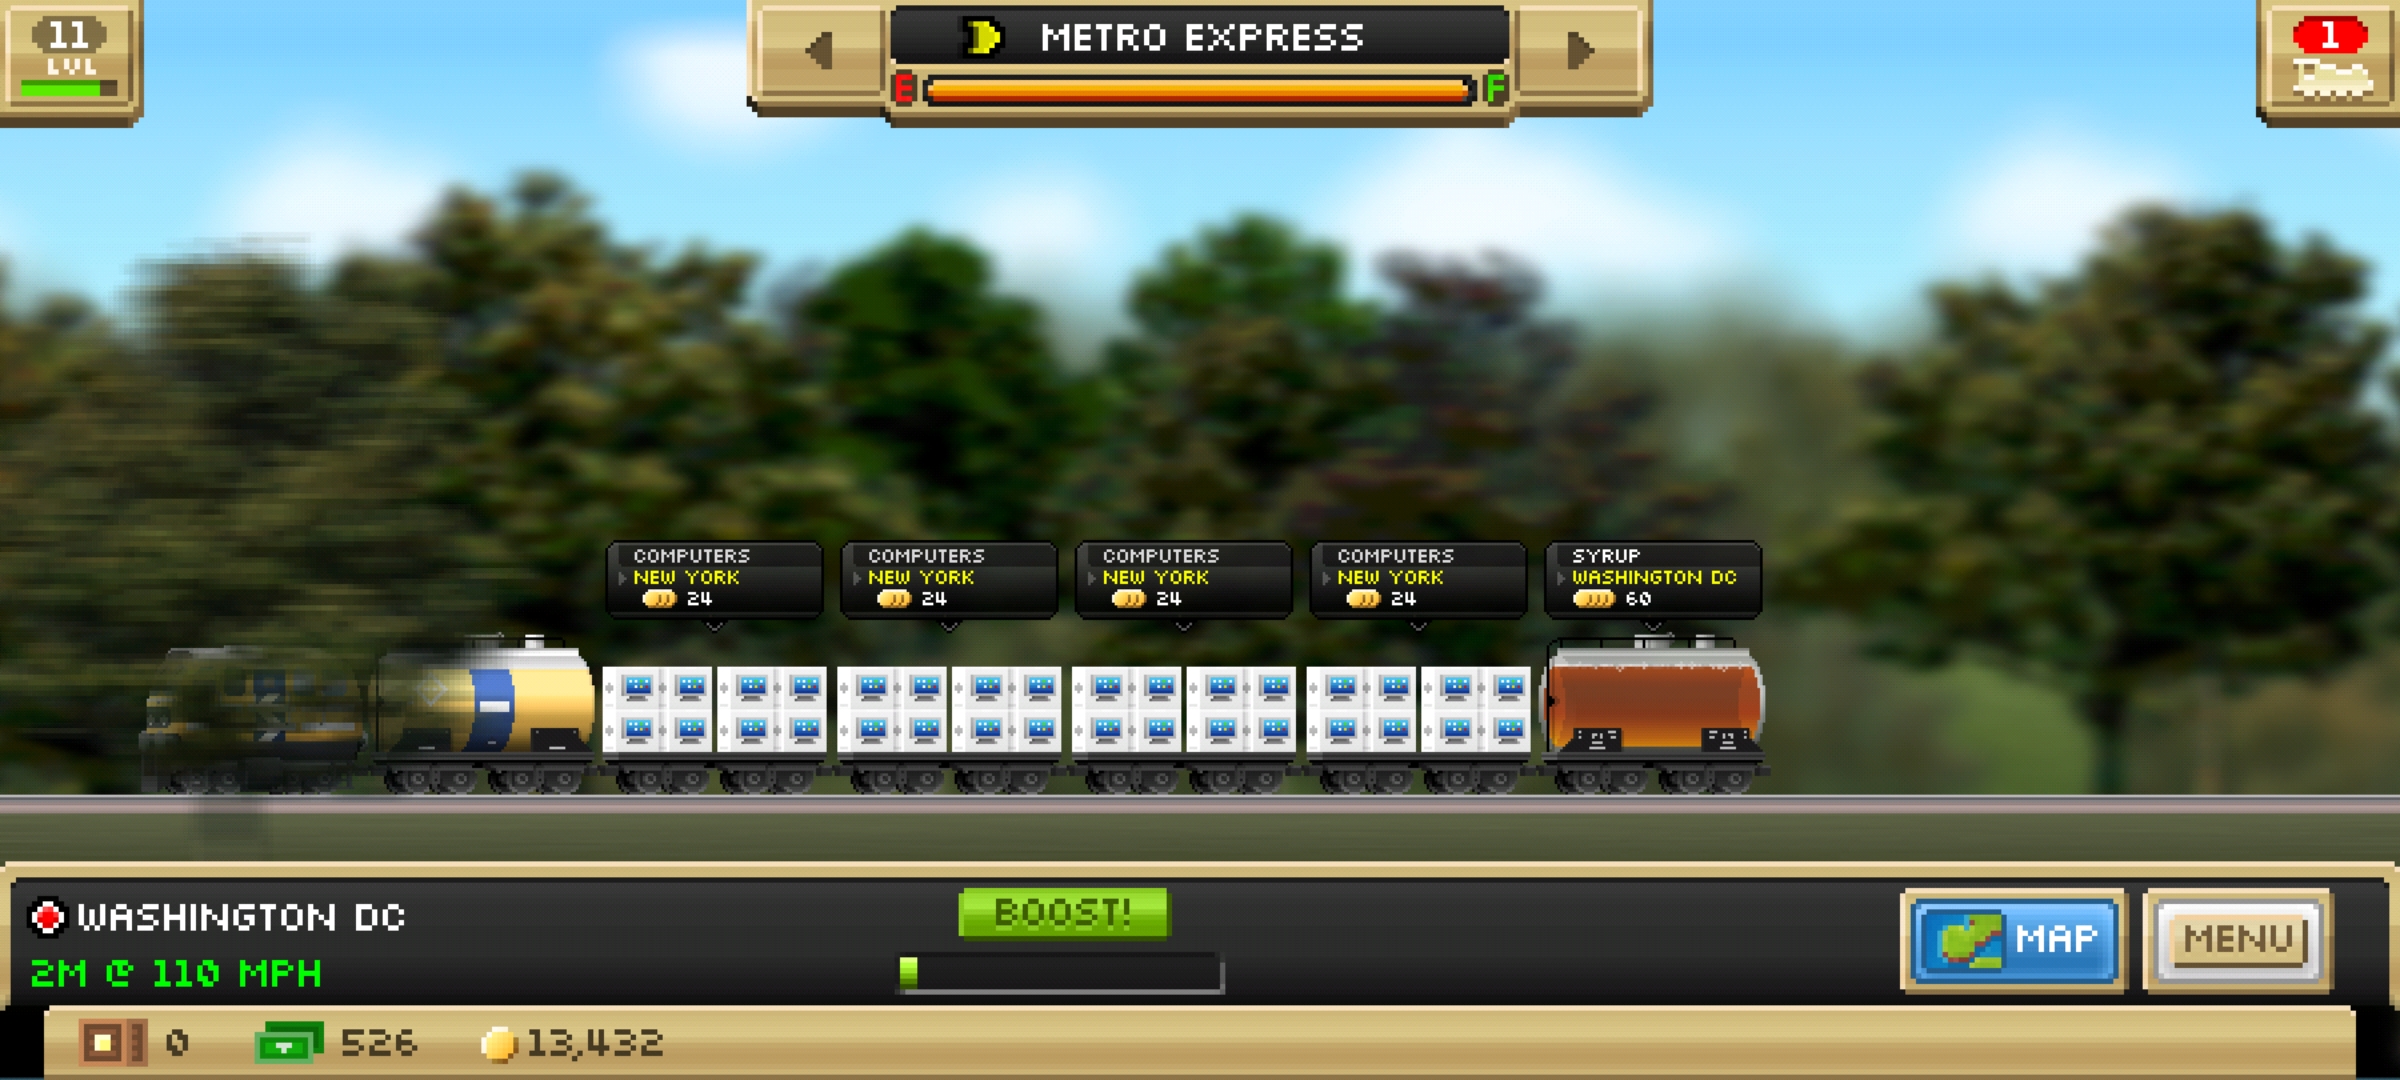 11
LVL
METRO EXPRESS
E F
1
COMPUTERS
NEW YORK
24
COMPUTERS
NEW YORK
24
COMPUTERS
NEW YORK
24
COMPUTERS
NEW YORK
24
SYRUP
WASHINGTON DC
60
WASHINGTON DC
2M @ 110 MPH
BOOST!
MAP
MENU
0
526
13,432